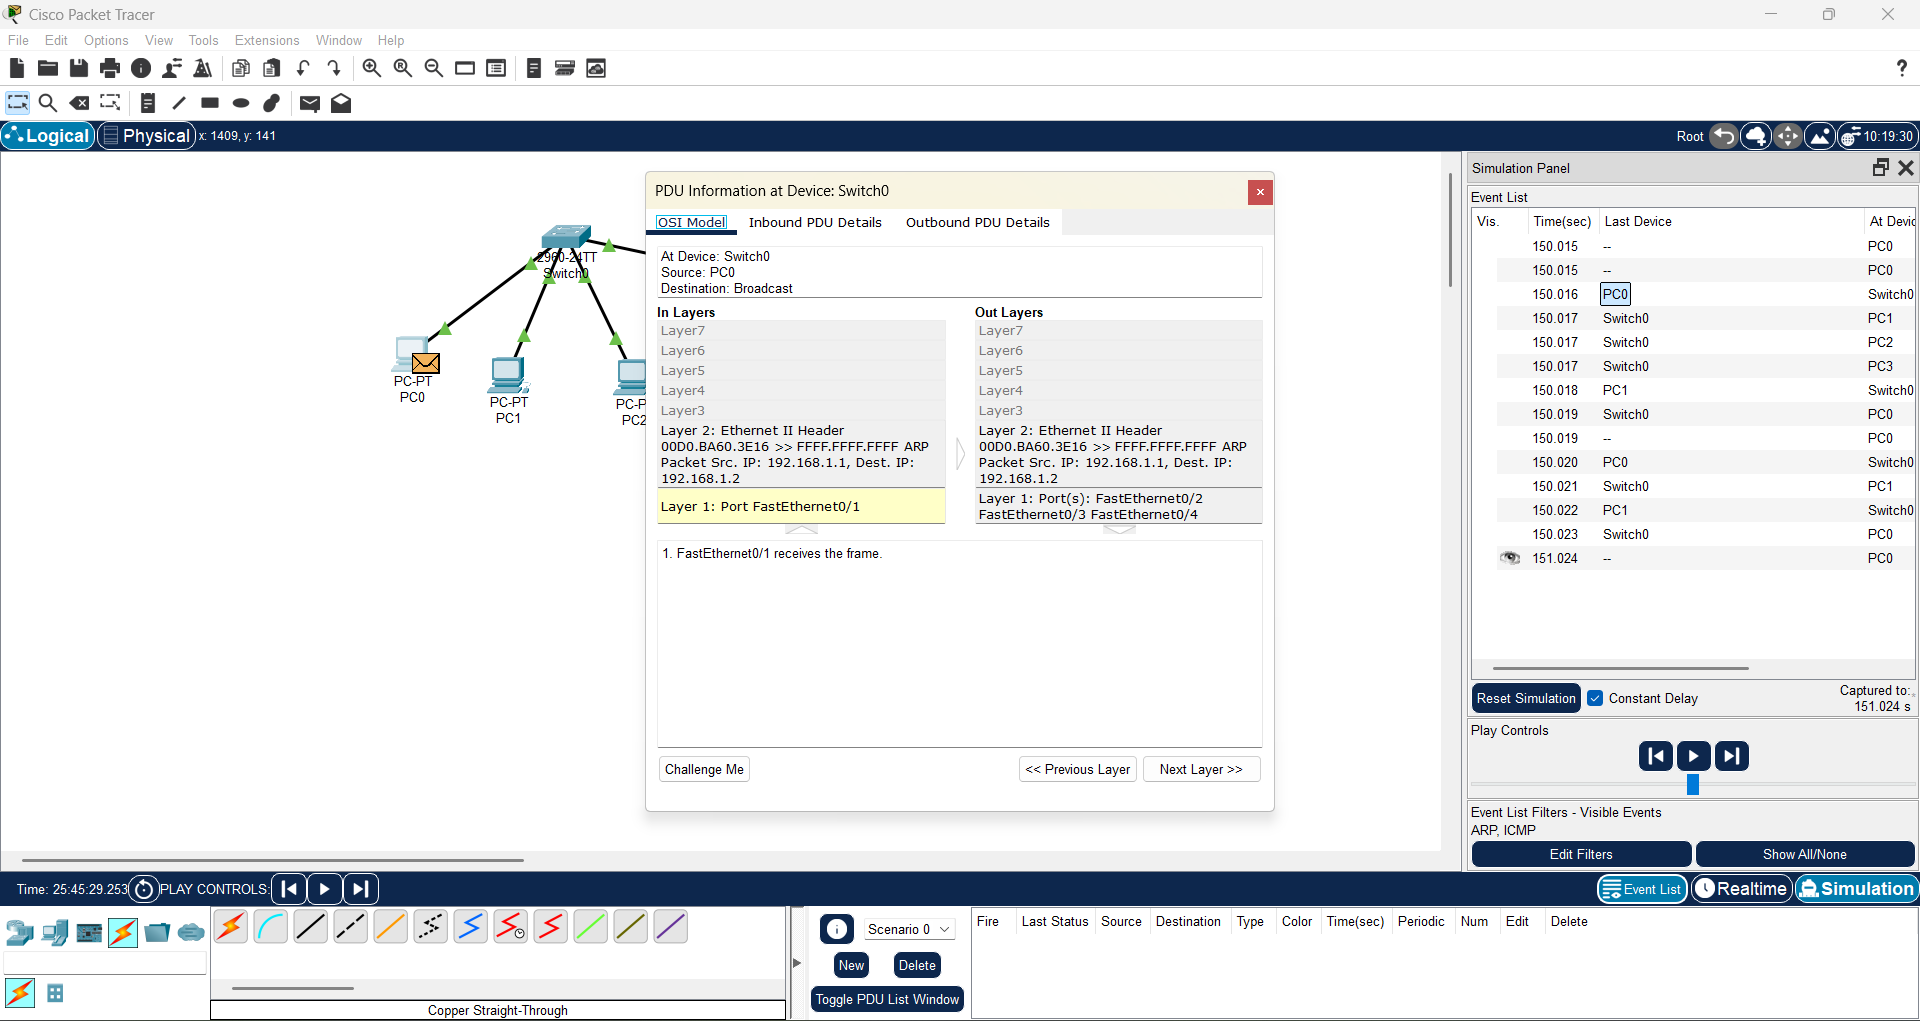 Cisco Packet Tracer
File Edit Options View Tools Extensions Window Help
Logical Physical x: 1409, y: 141 Root 10:19:30
2960-24TT
Switch0
PC-PT
PC0
PC-PT
PC1
PC-P
PC2
PDU Information at Device: Switch0
OSI Model Inbound PDU Details Outbound PDU Details
At Device: Switch0
Source: PC0
Destination: Broadcast
In Layers
Layer7
Layer6
Layer5
Layer4
Layer3
Layer 2: Ethernet II Header
00D0.BA60.3E16 >> FFFF.FFFF.FFFF ARP
Packet Src. IP: 192.168.1.1, Dest. IP:
192.168.1.2
Layer 1: Port FastEthernet0/1
Out Layers
Layer7
Layer6
Layer5
Layer4
Layer3
Layer 2: Ethernet II Header
00D0.BA60.3E16 >> FFFF.FFFF.FFFF ARP
Packet Src. IP: 192.168.1.1, Dest. IP:
192.168.1.2
Layer 1: Port(s): FastEthernet0/2
FastEthernet0/3 FastEthernet0/4
1. FastEthernet0/1 receives the frame.
Challenge Me << Previous Layer Next Layer >>
Simulation Panel
Event List
Vis. Time(sec) Last Device At Devic
150.015 -- PC0
150.015 -- PC0
150.016 PC0 Switch0
150.017 Switch0 PC1
150.017 Switch0 PC2
150.017 Switch0 PC3
150.018 PC1 Switch0
150.019 Switch0 PC0
150.019 -- PC0
150.020 PC0 Switch0
150.021 Switch0 PC1
150.022 PC1 Switch0
150.023 Switch0 PC0
151.024 -- PC0
Reset Simulation Constant Delay
Captured to:
151.024 s
Play Controls
Event List Filters - Visible Events
ARP, ICMP
Edit Filters Show All/None
Time: 25:45:29.253 PLAY CONTROLS: Event List Realtime Simulation
Copper Straight-Through
Scenario 0
New Delete
Toggle PDU List Window
Fire Last Status Source Destination Type Color Time(sec) Periodic Num Edit Delete